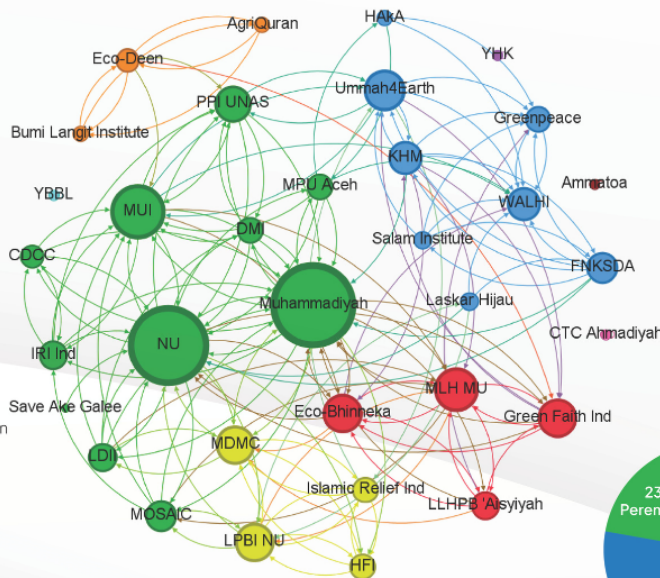 HAkA
AgriQuran
YHK
Eco-Deen
Ummah4Earth
PPI UNAS
Greenpeace
Bumi Langit Institute
KHM
Ammatoa
MPU Aceh
YBBL
WALHI
MUI
DMI
Salam Institute
CDCC
FNKSDA
Muhammadiyah
Laskar Hijau
CTC Ahmadiyah
NU
IRI Ind
MLH MU
Save Ake Galee
Eco-Bhinneka
Green Faith Ind
n
MDMC
LDII
Islamic Relief Ind
23
LLHPB 'Aisyiyah
Peren
MOSAIC
LPBI NU
HFI